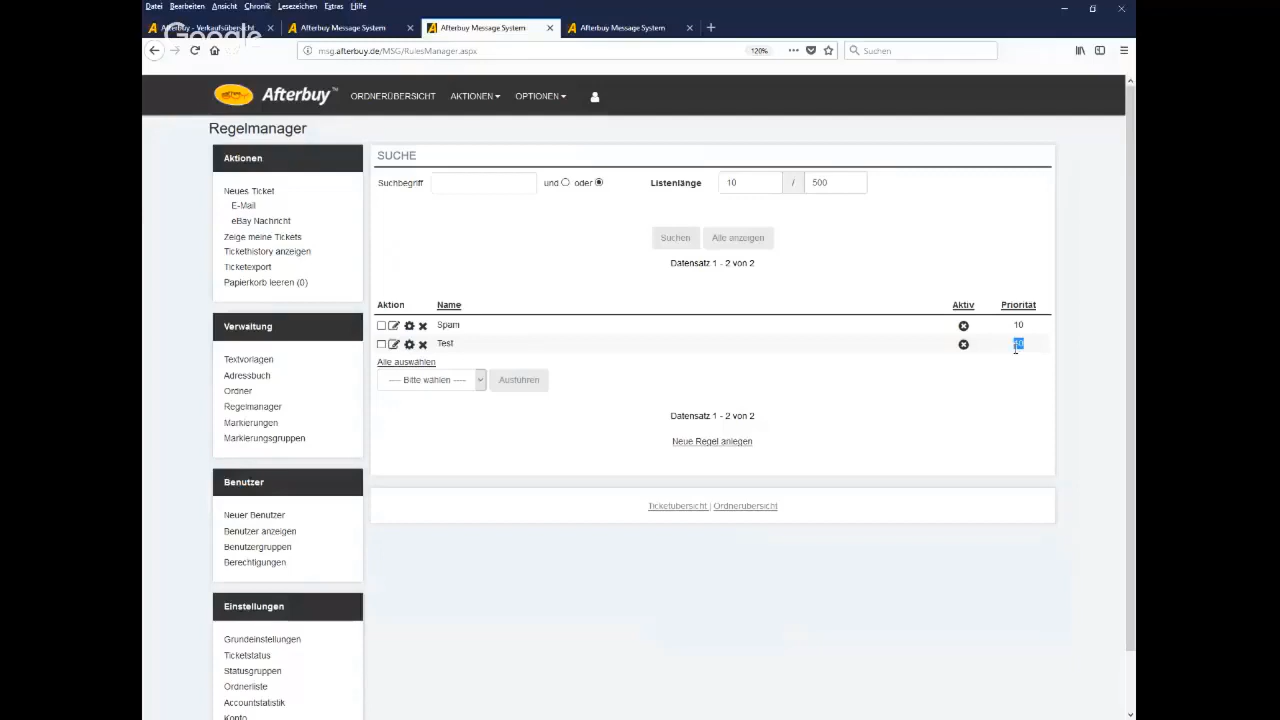 Datei Bearbeiten Ansicht Chronik Lesezeichen Extras Hilfe
Afterbuy - Verkaufsübersicht
Afterbuy Message System
Afterbuy Message System
Afterbuy Message System
Google
msg.afterbuy.de/MSG/RulesManager.aspx
120%
Suchen
Afterbuy™
ORDNERÜBERSICHT
AKTIONEN
OPTIONEN
Regelmanager
Aktionen
Neues Ticket
E-Mail
eBay Nachricht
Zeige meine Tickets
Tickethistory anzeigen
Ticketexport
Papierkorb leeren (0)
Verwaltung
Textvorlagen
Adressbuch
Ordner
Regelmanager
Markierungen
Markierungsgruppen
Benutzer
Neuer Benutzer
Benutzer anzeigen
Benutzergruppen
Berechtigungen
Einstellungen
Grundeinstellungen
Ticketstatus
Statusgruppen
Ordnerliste
Accountstatistik
Konto
SUCHE
Suchbegriff und oder Listenlänge 10 / 500
Suchen Alle anzeigen
Datensatz 1 - 2 von 2
Aktion Name Aktiv Priorität
Spam 10
Test
Alle auswählen
---- Bitte wählen ---- Ausführen
Datensatz 1 - 2 von 2
Neue Regel anlegen
Ticketübersicht | Ordnerübersicht